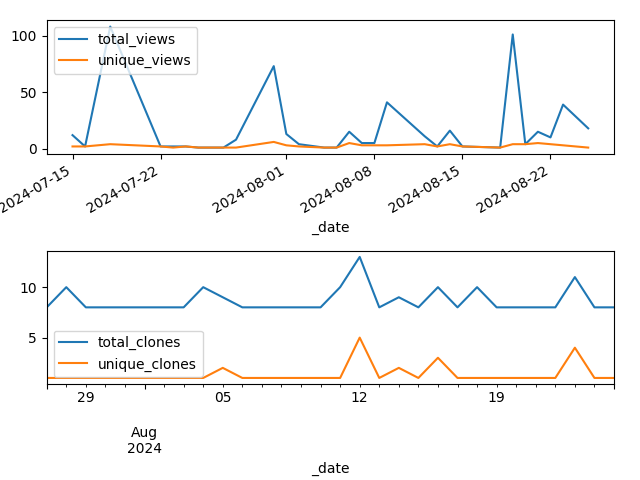 100
50
0
total_views
unique_views
2024-07-15
2024-07-22
2024-08-01
2024-08-08
2024-08-15
2024-08-22
_date
10
5
total_clones
unique_clones
29 05 12 19
Aug
2024
_date